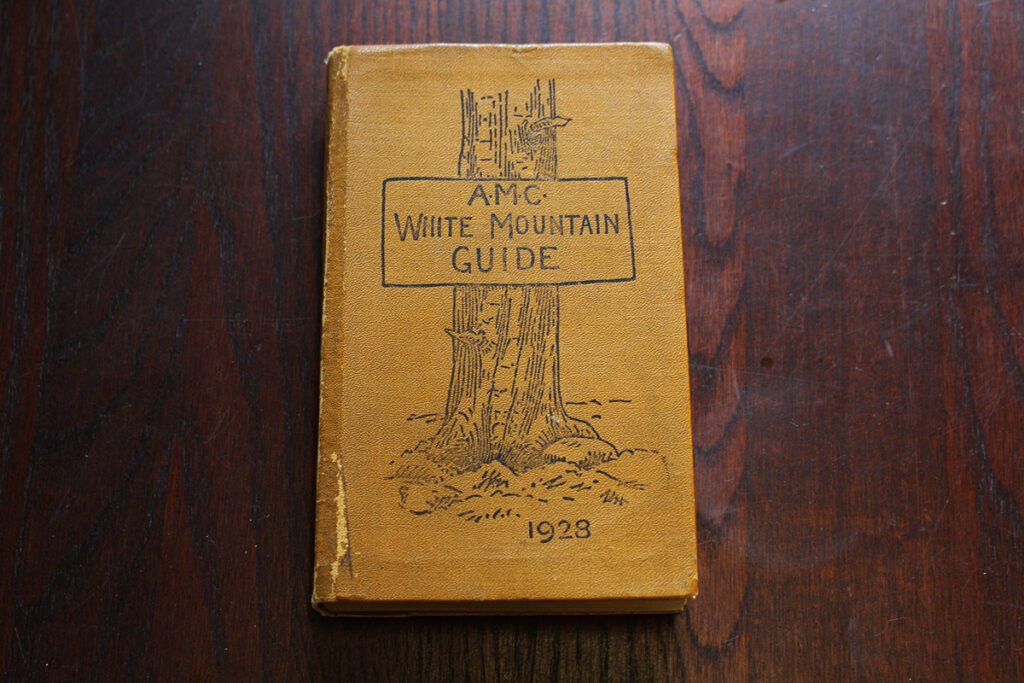 A·M·C·
WHITE MOUNTAIN
GUIDE
1928